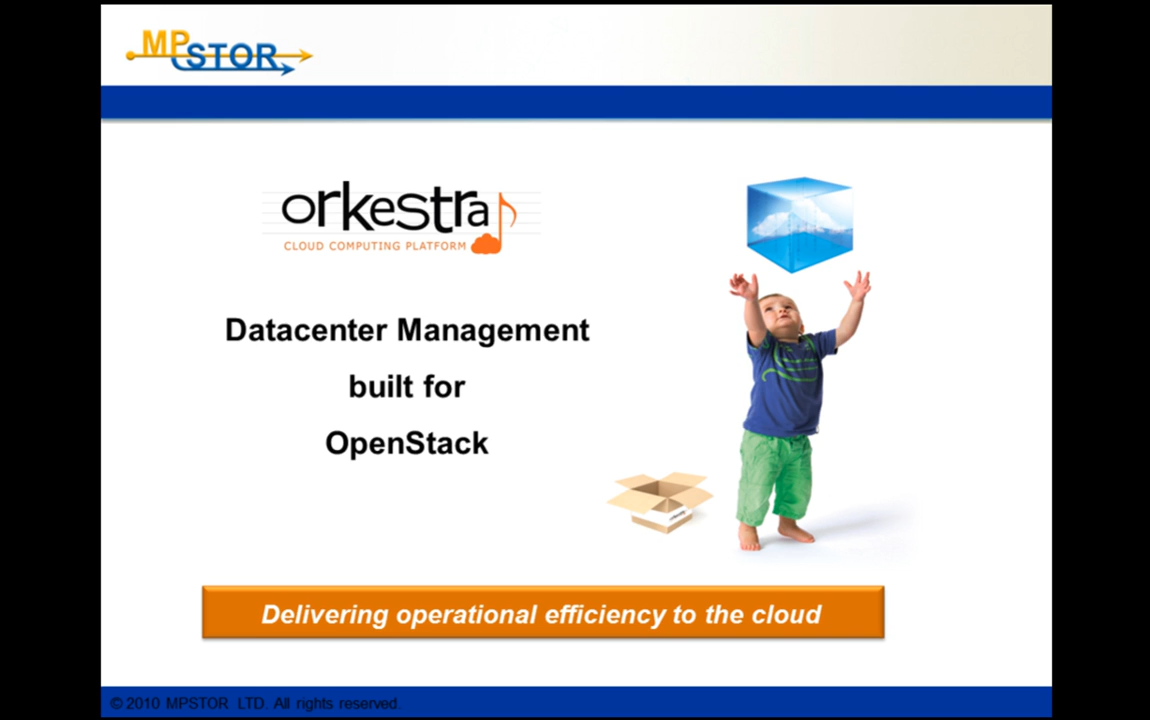 MPSTOR
orkestra
CLOUD COMPUTING PLATFORM
Datacenter Management
built for
OpenStack
Delivering operational efficiency to the cloud
© 2010 MPSTOR LTD. All rights reserved.